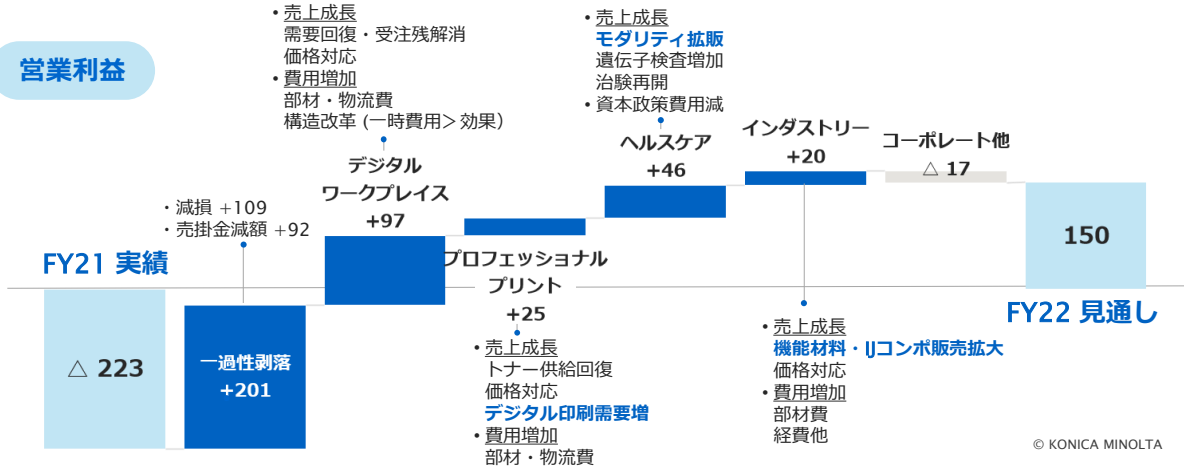 営業利益
・売上成長
需要回復・受注残解消
価格対応
・費用増加
部材・物流費
構造改革 (一時費用＞効果）
デジタル
ワークプレイス
+97
・売上成長
モダリティ拡販
遺伝子検査増加
治験再開
・資本政策費用減
ヘルスケア
+46
インダストリー
+20
コーポレート他
△ 17
・減損 +109
・売掛金減額 +92
FY21 実績
△ 223
一過性剥落
+201
プロフェッショナル
プリント
+25
・売上成長
トナー供給回復
価格対応
デジタル印刷需要増
・費用増加
部材・物流費
・売上成長
機能材料・IJコンポ販売拡大
価格対応
・費用増加
部材費
経費他
150
FY22 見通し
© KONICA MINOLTA